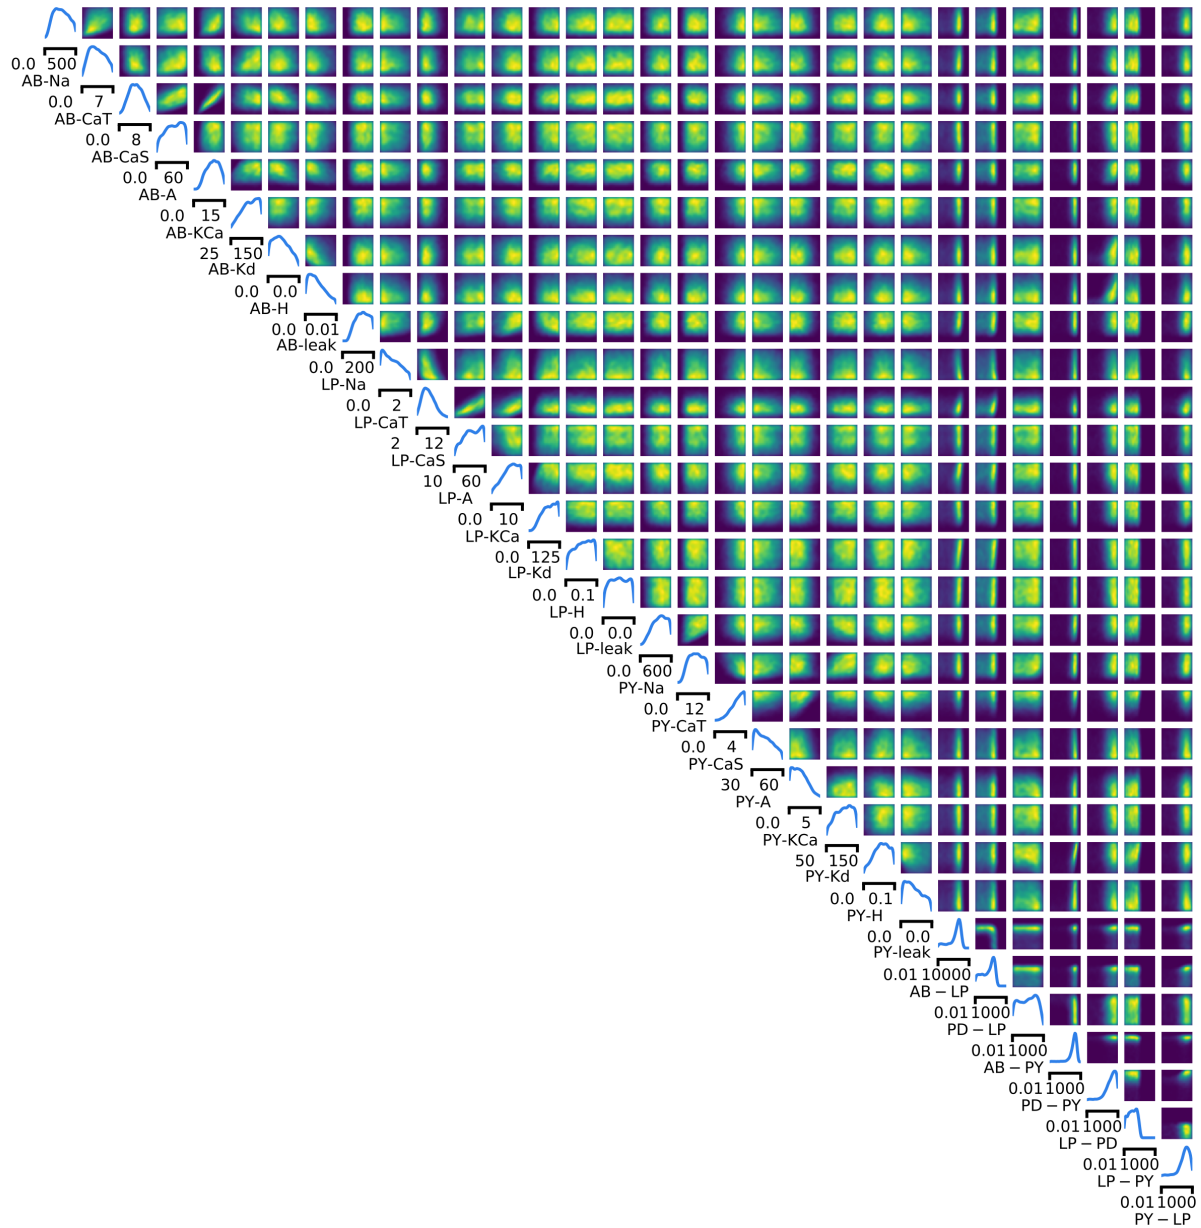 0.0 500
AB-Na
0.0 7
AB-CaT
0.0 8
AB-CaS
0.0 60
AB-A
0.0 15
AB-KCa
25 150
AB-Kd
0.0 0.0
AB-H
0.0 0.01
AB-leak
0.0 200
LP-Na
0.0 2
LP-CaT
2 12
LP-CaS
10 60
LP-A
0.0 10
LP-KCa
0.0 125
LP-Kd
0.0 0.1
LP-H
0.0 0.0
LP-leak
0.0 600
PY-Na
0.0 12
PY-CaT
0.0 4
PY-CaS
30 60
PY-A
0.0 5
PY-KCa
50 150
PY-Kd
0.0 0.1
PY-H
0.0 0.0
PY-leak
0.01 10000
AB − LP
0.01 1000
PD − LP
0.01 1000
AB − PY
0.01 1000
PD − PY
0.01 1000
LP − PD
0.01 1000
LP − PY
0.01 1000
PY − LP